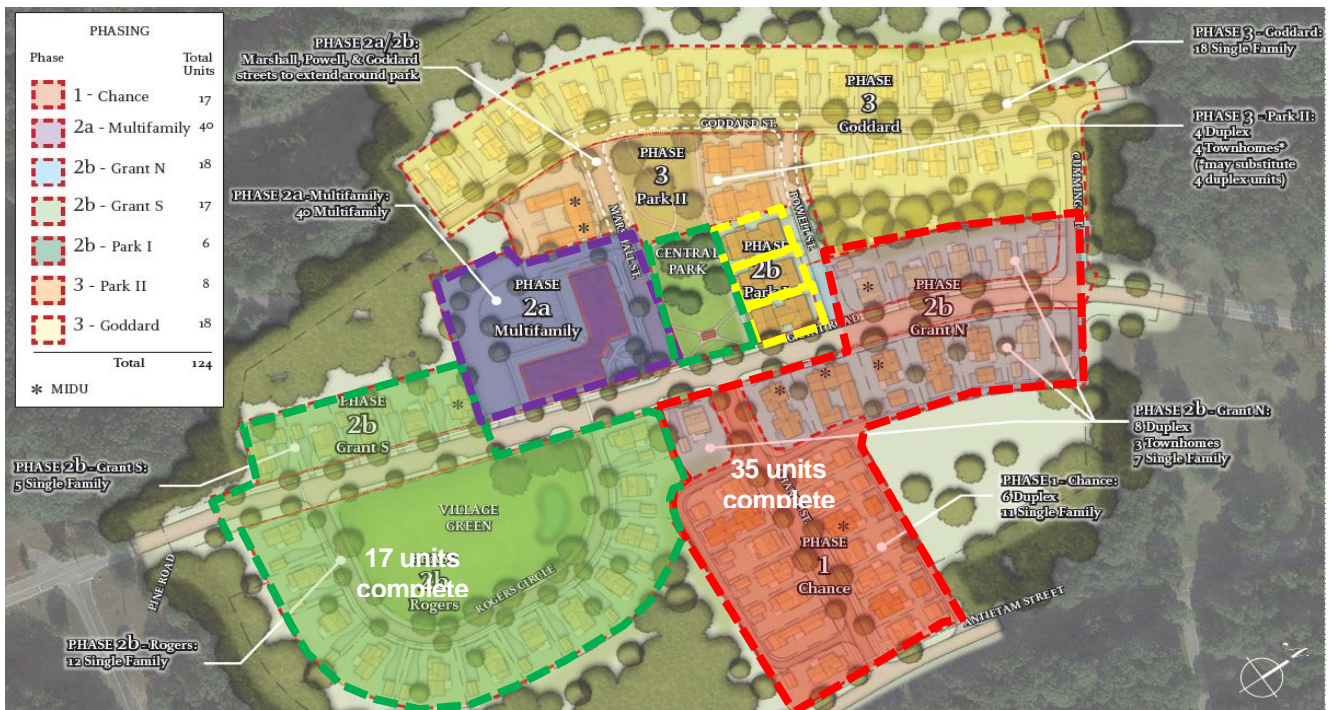 PHASING
Phase Total Units
1 - Chance 17
2a - Multifamily 40
2b - Grant N 18
2b - Grant S 17
2b - Park I 6
3 - Park II 8
3 - Goddard 18
Total 124
* MIDU
PHASE 2a/2b:
Marshall, Powell, & Goddard
streets to extend around park
PHASE 3 - Goddard:
18 Single Family
PHASE 3 - Park II:
4 Duplex
4 Townhomes*
(*may substitute
4 duplex units)
PHASE 2a - Multifamily:
40 Multifamily
PHASE
3
Goddard
GODDARD ST.
PHASE
3
Park II
MARSHALL ST.
POWELL ST.
CENTRAL
PARK
PHASE
2b
Park
PHASE
2a
Multifamily
PHASE
2b
Grant N
ROAD
PHASE
2b
Grant S
PHASE 2b - Grant S:
5 Single Family
PHASE 2b - Grant N:
8 Duplex
3 Townhomes
7 Single Family
PHASE 1 - Chance:
6 Duplex
11 Single Family
35 units
complete
VILLAGE
GREEN
17 units
complete
2b
Rogers
ROGERS CIRCLE
PHASE
1
Chance
PINE ROAD
ANTIETAM STREET
PHASE 2b - Rogers:
12 Single Family